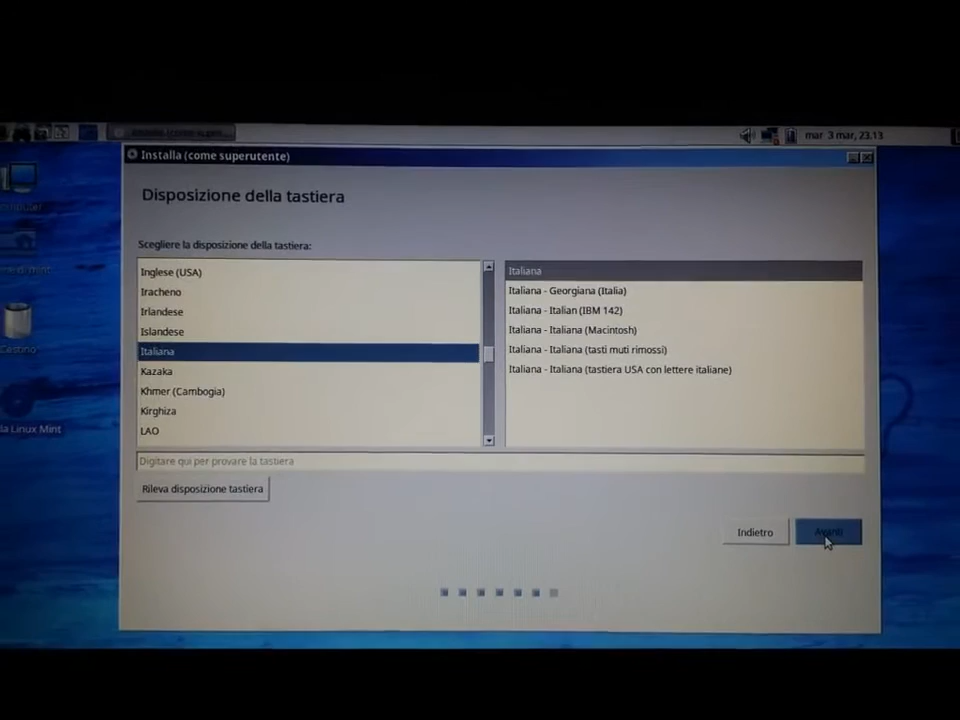 mar 3 mar, 23.13
Installa (come superutente)
Disposizione della tastiera
Scegliere la disposizione della tastiera:
Inglese (USA)
Iracheno
Irlandese
Islandese
Italiana
Kazaka
Khmer (Cambogia)
Kirghiza
LAO
Italiana
Italiana - Georgiana (Italia)
Italiana - Italian (IBM 142)
Italiana - Italiana (Macintosh)
Italiana - Italiana (tasti muti rimossi)
Italiana - Italiana (tastiera USA con lettere italiane)
Digitare qui per provare la tastiera
Rileva disposizione tastiera
Indietro
Avanti
Cestino
la Linux Mint